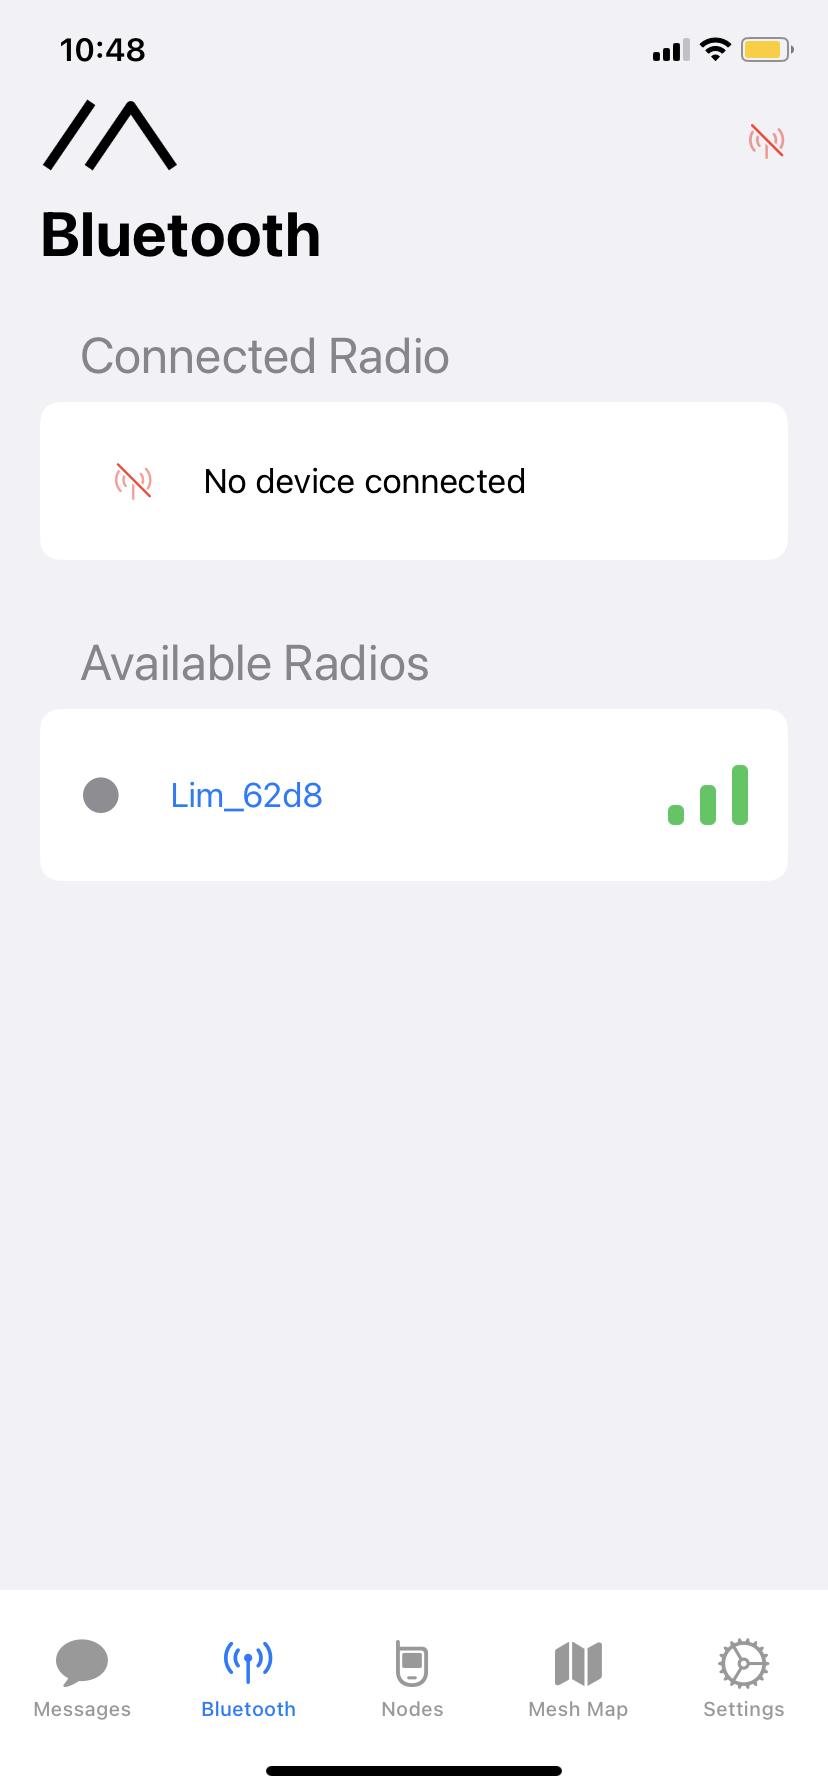 10:48
Bluetooth
Connected Radio
No device connected
Available Radios
Lim_62d8
Messages
Bluetooth
Nodes
Mesh Map
Settings